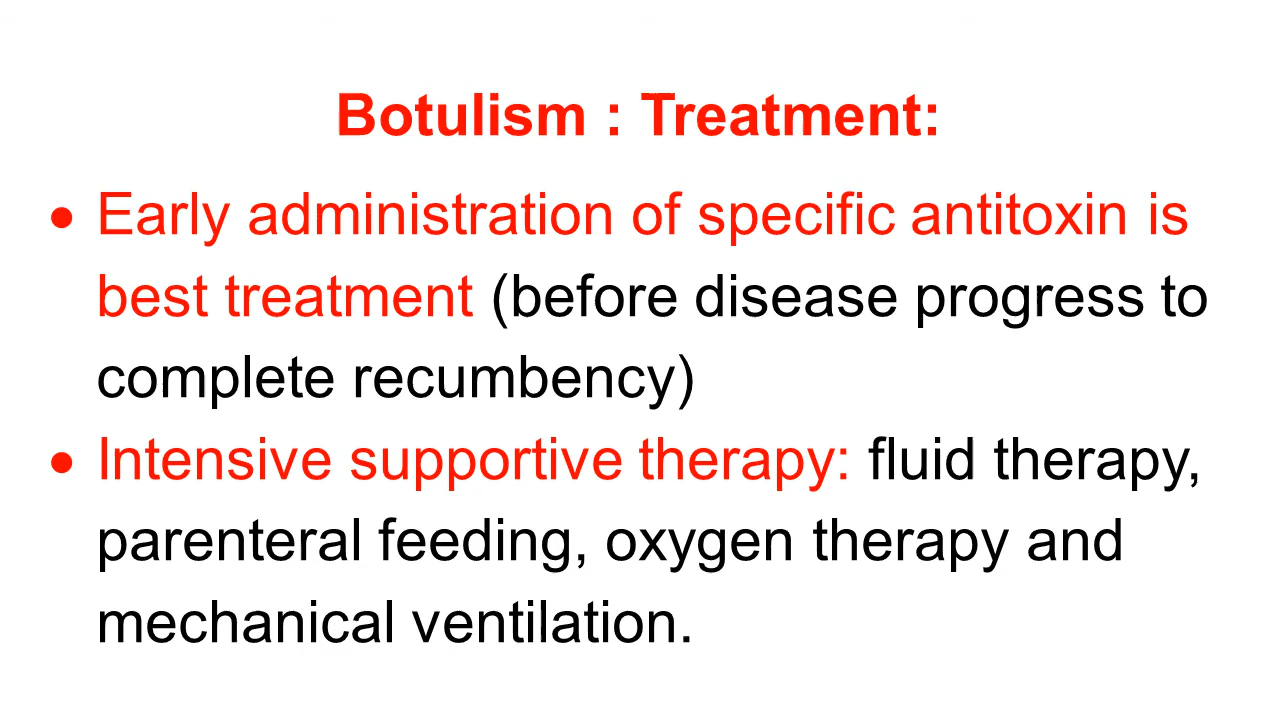 Botulism : Treatment:
• Early administration of specific antitoxin is
best treatment (before disease progress to
complete recumbency)
• Intensive supportive therapy: fluid therapy,
parenteral feeding, oxygen therapy and
mechanical ventilation.